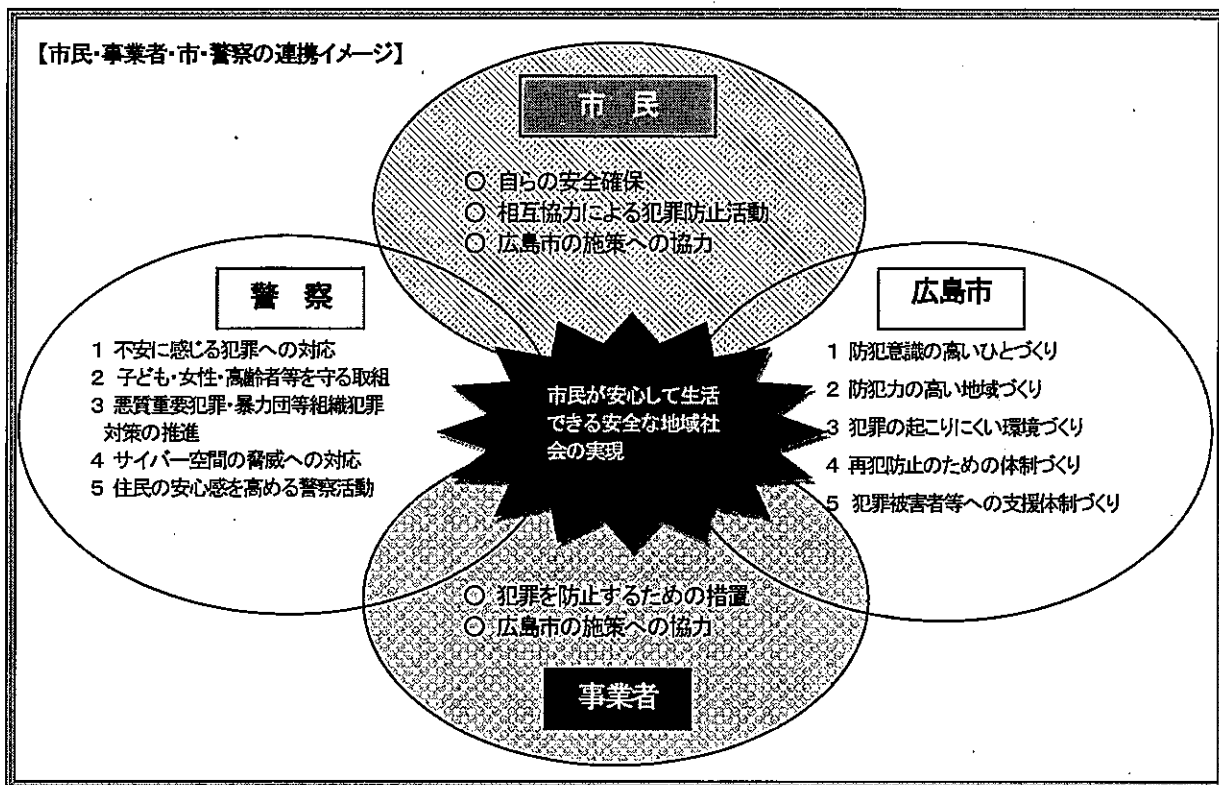 【市民・事業者・市・警察の連携イメージ】
市 民
○ 自らの安全確保
○ 相互協力による犯罪防止活動
○ 広島市の施策への協力
警 察
1 不安に感じる犯罪への対応
2 子ども・女性・高齢者等を守る取組
3 悪質重要犯罪・暴力団等組織犯罪
対策の推進
4 サイバー空間の脅威への対応
5 住民の安心感を高める警察活動
市民が安心して生活
できる安全な地域社
会の実現
広島市
1 防犯意識の高いひとづくり
2 防犯力の高い地域づくり
3 犯罪の起こりにくい環境づくり
4 再犯防止のための体制づくり
5 犯罪被害者等への支援体制づくり
○ 犯罪を防止するための措置
○ 広島市の施策への協力
事業者